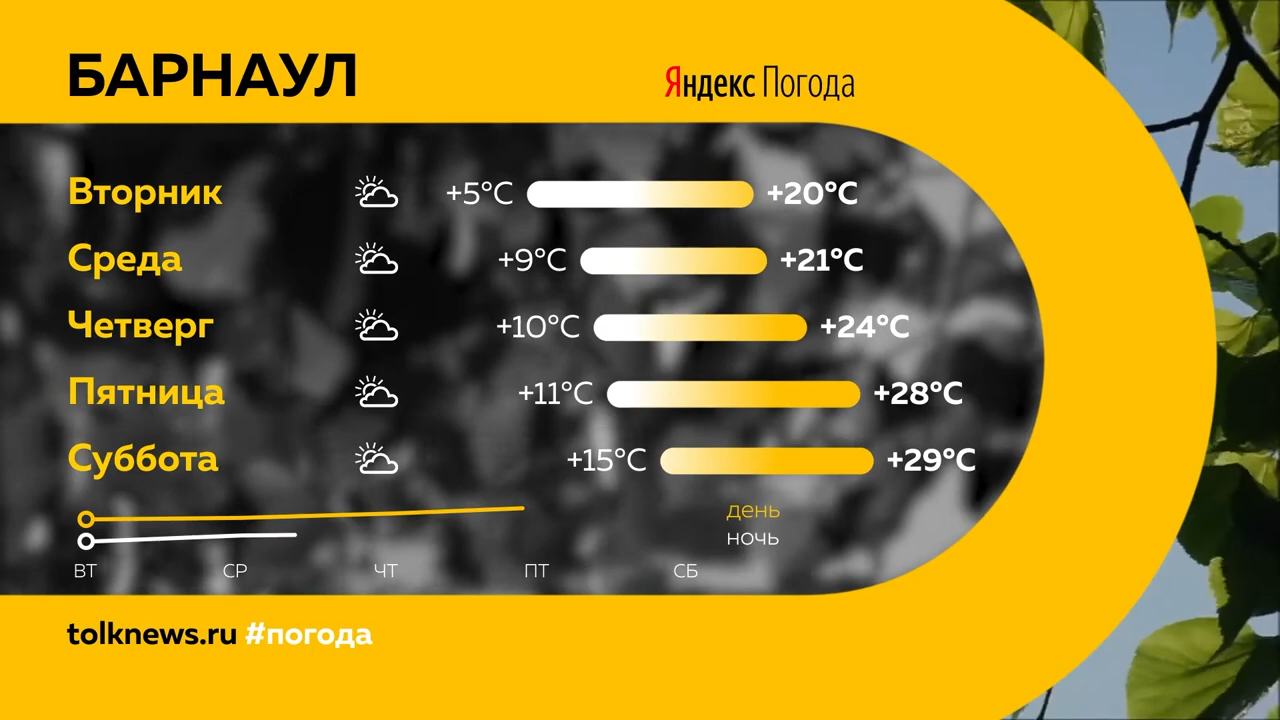 БАРНАУЛ
Яндекс Погода
Вторник +5°C +20°C
Среда +9°C +21°C
Четверг +10°C +24°C
Пятница +11°C +28°C
Суббота +15°C +29°C
день
ночь
ВТ СР ЧТ ПТ СБ
tolknews.ru #погода